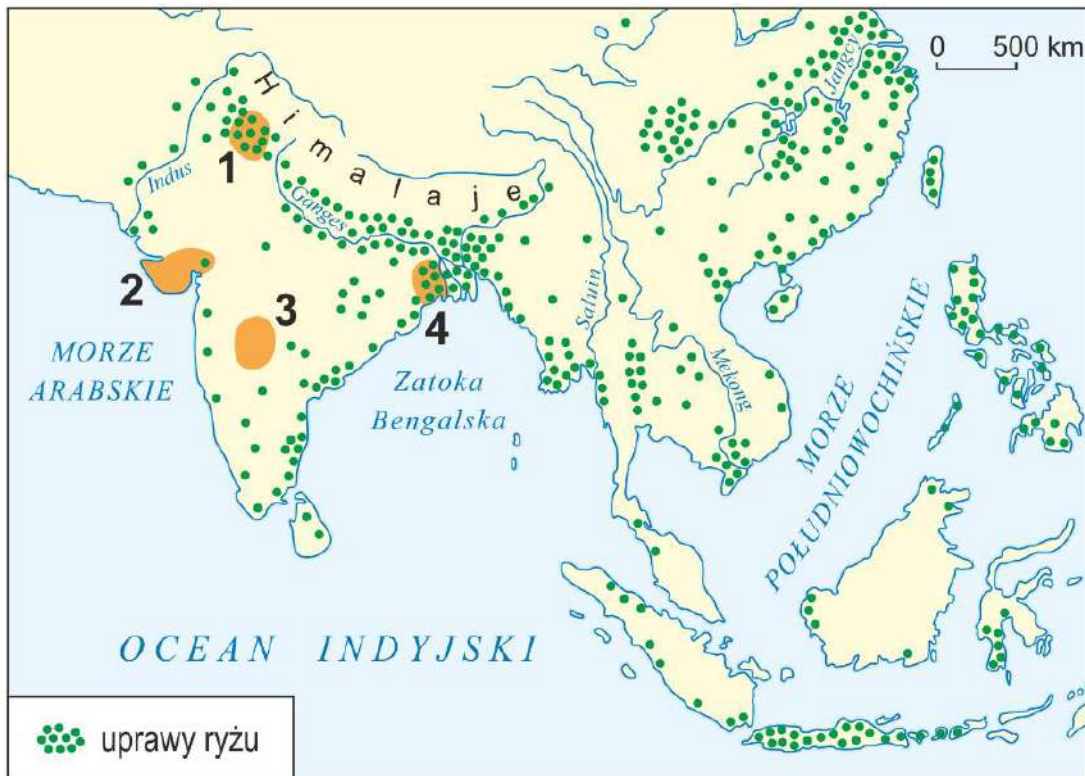 0 500 km
Himalaje
Jangcy
Indus
1
Ganges
2
3
4
Saluin
MORZE
ARABSKIE
Zatoka
Bengalska
Mekong
MORZE
POŁUDNIOWOCHIŃSKIE
OCEAN INDYJSKI
uprawy ryżu